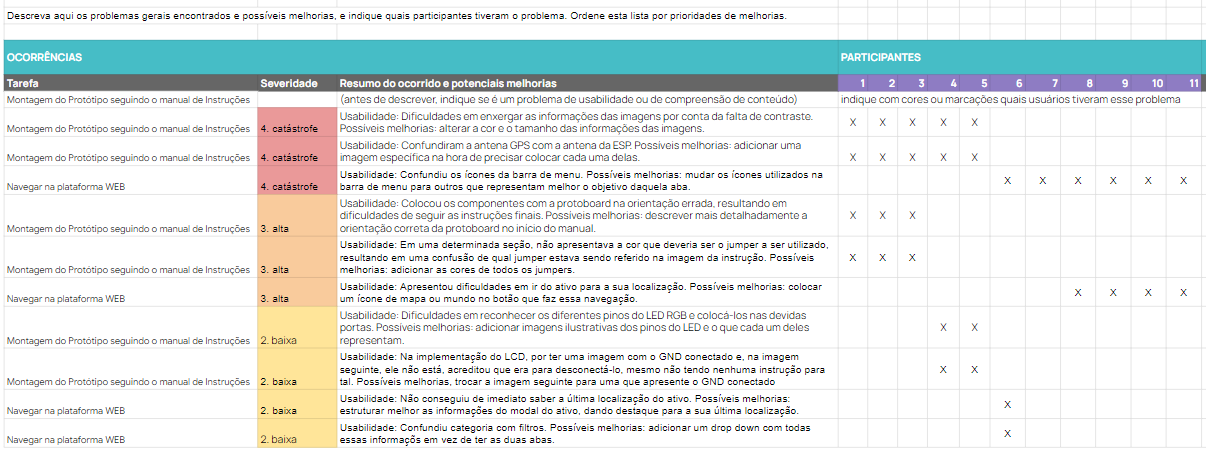 Descreva aqui os problemas gerais encontrados e possíveis melhorias, e indique quais participantes tiveram o problema. Ordene esta lista por prioridades de melhorias.
OCORRÊNCIAS PARTICIPANTES
Tarefa Severidade Resumo do ocorrido e potenciais melhorias 1 2 3 4 5 6 7 8 9 10 11
Montagem do Protótipo seguindo o manual de Instruções (antes de descrever, indique se é um problema de usabilidade ou de compreensão de conteúdo) indique com cores ou marcações quais usuários tiveram esse problema
Usabilidade: Dificuldades em enxergar as informações das imagens por conta da falta de contraste.
Montagem do Protótipo seguindo o manual de Instruções 4. catástrofe Possíveis melhorias: alterar a cor e o tamanho das informações das imagens. X X X X X
Usabilidade: Confundiram a antena GPS com a antena da ESP. Possíveis melhorias: adicionar uma
Montagem do Protótipo seguindo o manual de Instruções 4. catástrofe imagem específica na hora de precisar colocar cada uma delas. X X X X X
Usabilidade: Confundiu os ícones da barra de menu. Possíveis melhorias: mudar os ícones utilizados na
Navegar na plataforma WEB 4. catástrofe barra de menu para outros que representam melhor o objetivo daquela aba. X X X X X X
Usabilidade: Colocou os componentes com a protoboard na orientação errada, resultando em
dificuldades de seguir as instruções finais. Possíveis melhorias: descrever mais detalhadamente a
Montagem do Protótipo seguindo o manual de Instruções 3. alta orientação correta da protoboard no início do manual. X X X
Usabilidade: Em uma determinada seção, não apresentava a cor que deveria ser o jumper a ser utilizado,
resultando em uma confusão de qual jumper estava sendo referido na imagem da instrução. Possíveis
Montagem do Protótipo seguindo o manual de Instruções 3. alta melhorias: adicionar as cores de todos os jumpers. X X X
Usabilidade: Apresentou dificuldades em ir do ativo para a sua localização. Possíveis melhorias: colocar
Navegar na plataforma WEB 3. alta um ícone de mapa ou mundo no botão que faz essa navegação. X X X X
Usabilidade: Dificuldades em reconhecer os diferentes pinos do LED RGB e colocá-los nas devidas
portas. Possíveis melhorias: adicionar imagens ilustrativas dos pinos do LED e o que cada um deles
Montagem do Protótipo seguindo o manual de Instruções 2. baixa representam. X X
Usabilidade: Na implementação do LCD, por ter uma imagem com o GND conectado e, na imagem
seguinte, ele não está, acreditou que era para desconectá-lo, mesmo não tendo nenhuma instrução para
Montagem do Protótipo seguindo o manual de Instruções 2. baixa tal. Possíveis melhorias, trocar a imagem seguinte para uma que apresente o GND conectado X X
Usabilidade: Não conseguiu de imediato saber a última localização do ativo. Possíveis melhorias:
Navegar na plataforma WEB 2. baixa estruturar melhor as informações do modal do ativo, dando destaque para a sua última localização. X
Usabilidade: Confundiu categoria com filtros. Possíveis melhorias: adicionar um drop down com todas
Navegar na plataforma WEB 2. baixa essas informaçõs em vez de ter as duas abas. X